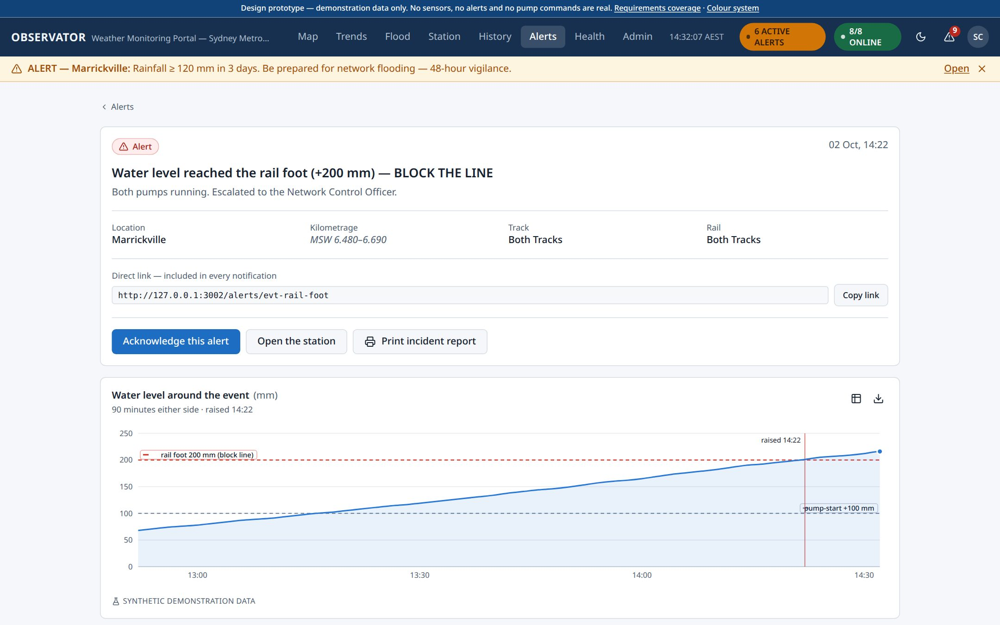 Design prototype — demonstration data only. No sensors, no alerts and no pump commands are real. Requirements coverage · Colour system
OBSERVATOR Weather Monitoring Portal — Sydney Metro... Map Trends Flood Station History Alerts Health Admin 14:32:07 AEST 6 ACTIVE ALERTS 8/8 ONLINE 9 SC
ALERT — Marrickville: Rainfall ≥ 120 mm in 3 days. Be prepared for network flooding — 48-hour vigilance. Open
Alerts
Alert 02 Oct, 14:22
Water level reached the rail foot (+200 mm) — BLOCK THE LINE
Both pumps running. Escalated to the Network Control Officer.
Location Kilometrage Track Rail
Marrickville MSW 6.480–6.690 Both Tracks Both Tracks
Direct link — included in every notification
http://127.0.0.1:3002/alerts/evt-rail-foot Copy link
Acknowledge this alert Open the station Print incident report
Water level around the event (mm)
90 minutes either side · raised 14:22
250
raised 14:22
rail foot 200 mm (block line)
200
150
pump-start +100 mm
100
50
0
13:00 13:30 14:00 14:30
SYNTHETIC DEMONSTRATION DATA